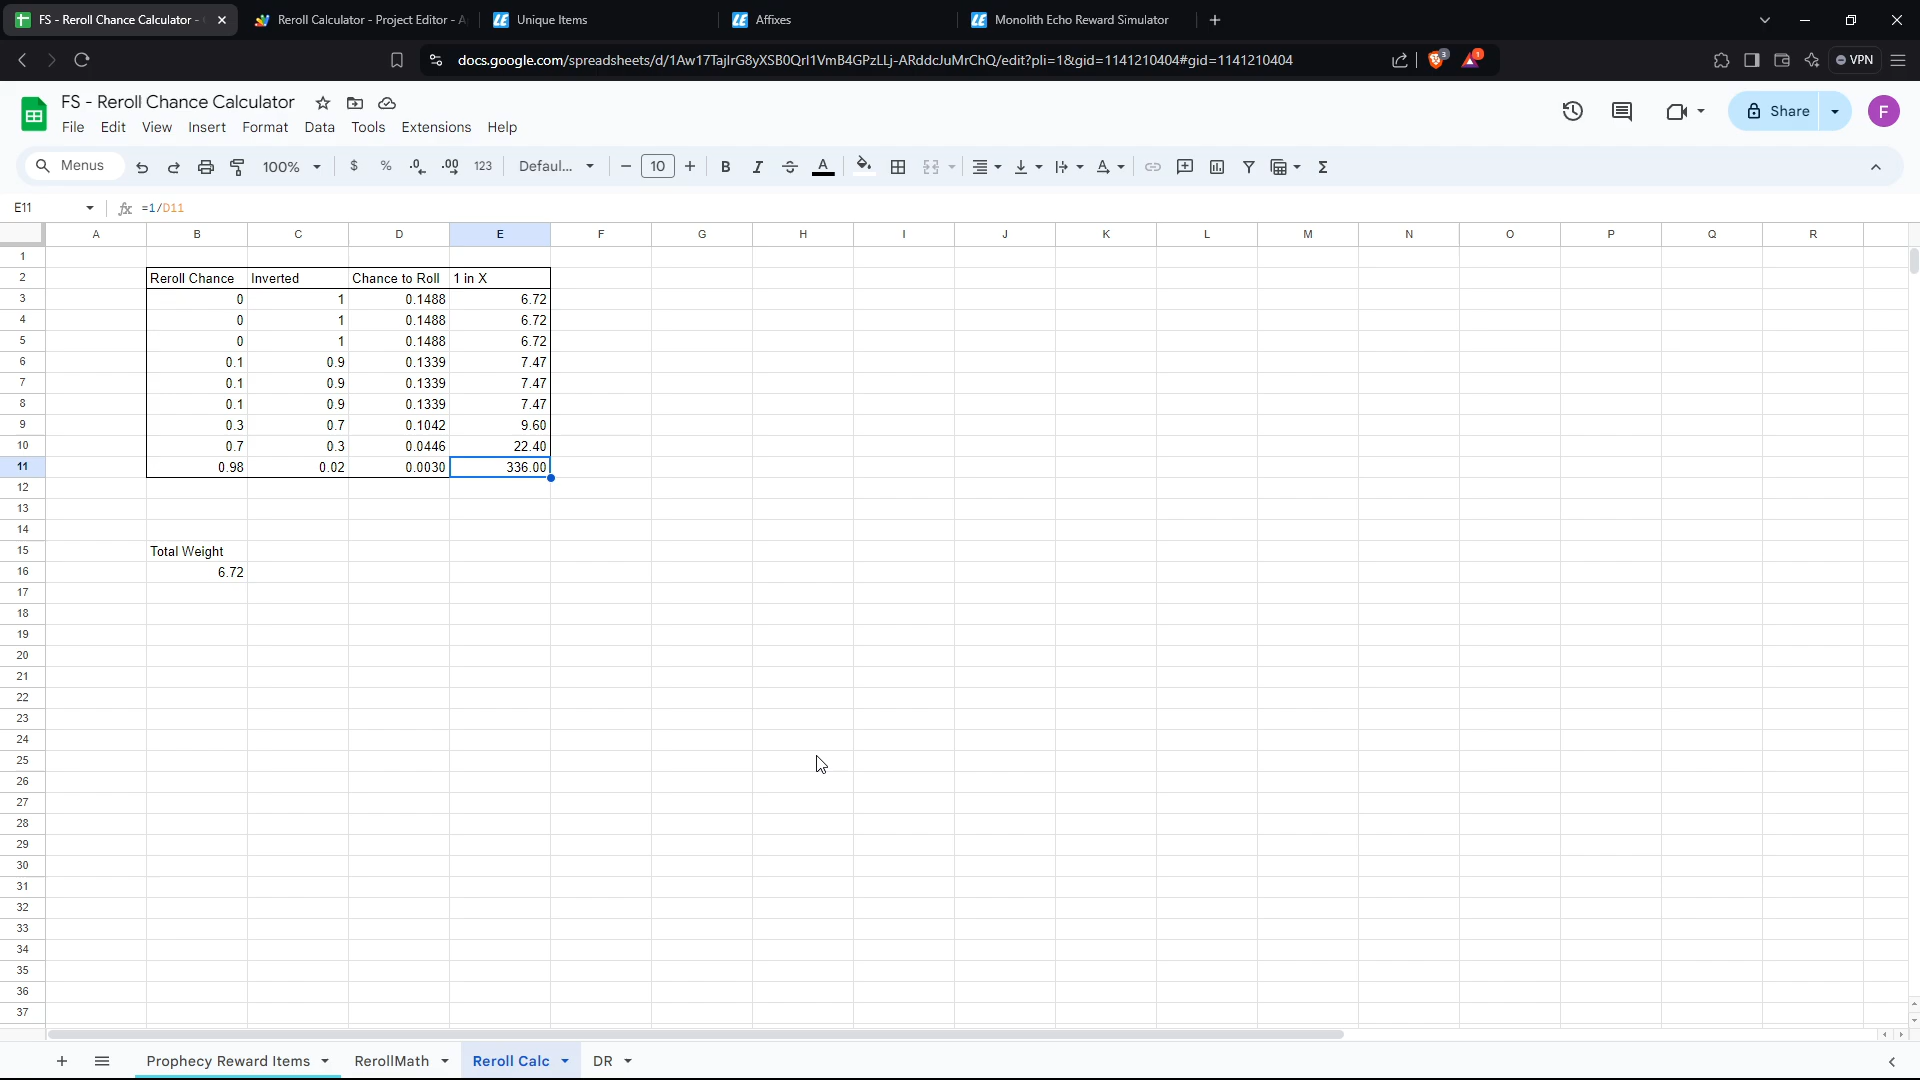 FS - Reroll Chance Calculator -
Reroll Calculator - Project Editor - A
Unique Items
Affixes
Monolith Echo Reward Simulator
docs.google.com/spreadsheets/d/1Aw17TajlrG8yXSB0Qrl1VmB4GPzLLj-ARddcJuMrChQ/edit?pli=1&gid=1141210404#gid=1141210404
3
1
VPN
FS - Reroll Chance Calculator
File Edit View Insert Format Data Tools Extensions Help
Share
F
Menus
100%
$ % .0 .00 123
Defaul...
10
B I A
Σ
E11
fx =1/D11
A B C D E F G H I J K L M N O P Q R
1
2 Reroll Chance Inverted Chance to Roll 1 in X
3 0 1 0.1488 6.72
4 0 1 0.1488 6.72
5 0 1 0.1488 6.72
6 0.1 0.9 0.1339 7.47
7 0.1 0.9 0.1339 7.47
8 0.1 0.9 0.1339 7.47
9 0.3 0.7 0.1042 9.60
10 0.7 0.3 0.0446 22.40
11 0.98 0.02 0.0030 336.00
12
13
14
15 Total Weight
16 6.72
17
18
19
20
21
22
23
24
25
26
27
28
29
30
31
32
33
34
35
36
37
Prophecy Reward Items RerollMath Reroll Calc DR